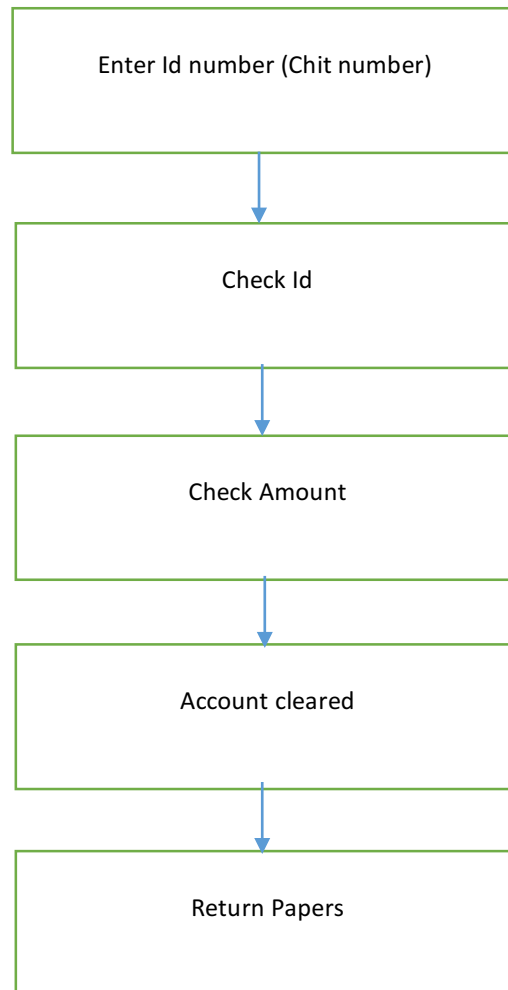 Enter Id number (Chit number)
Check Id
Check Amount
Account cleared
Return Papers